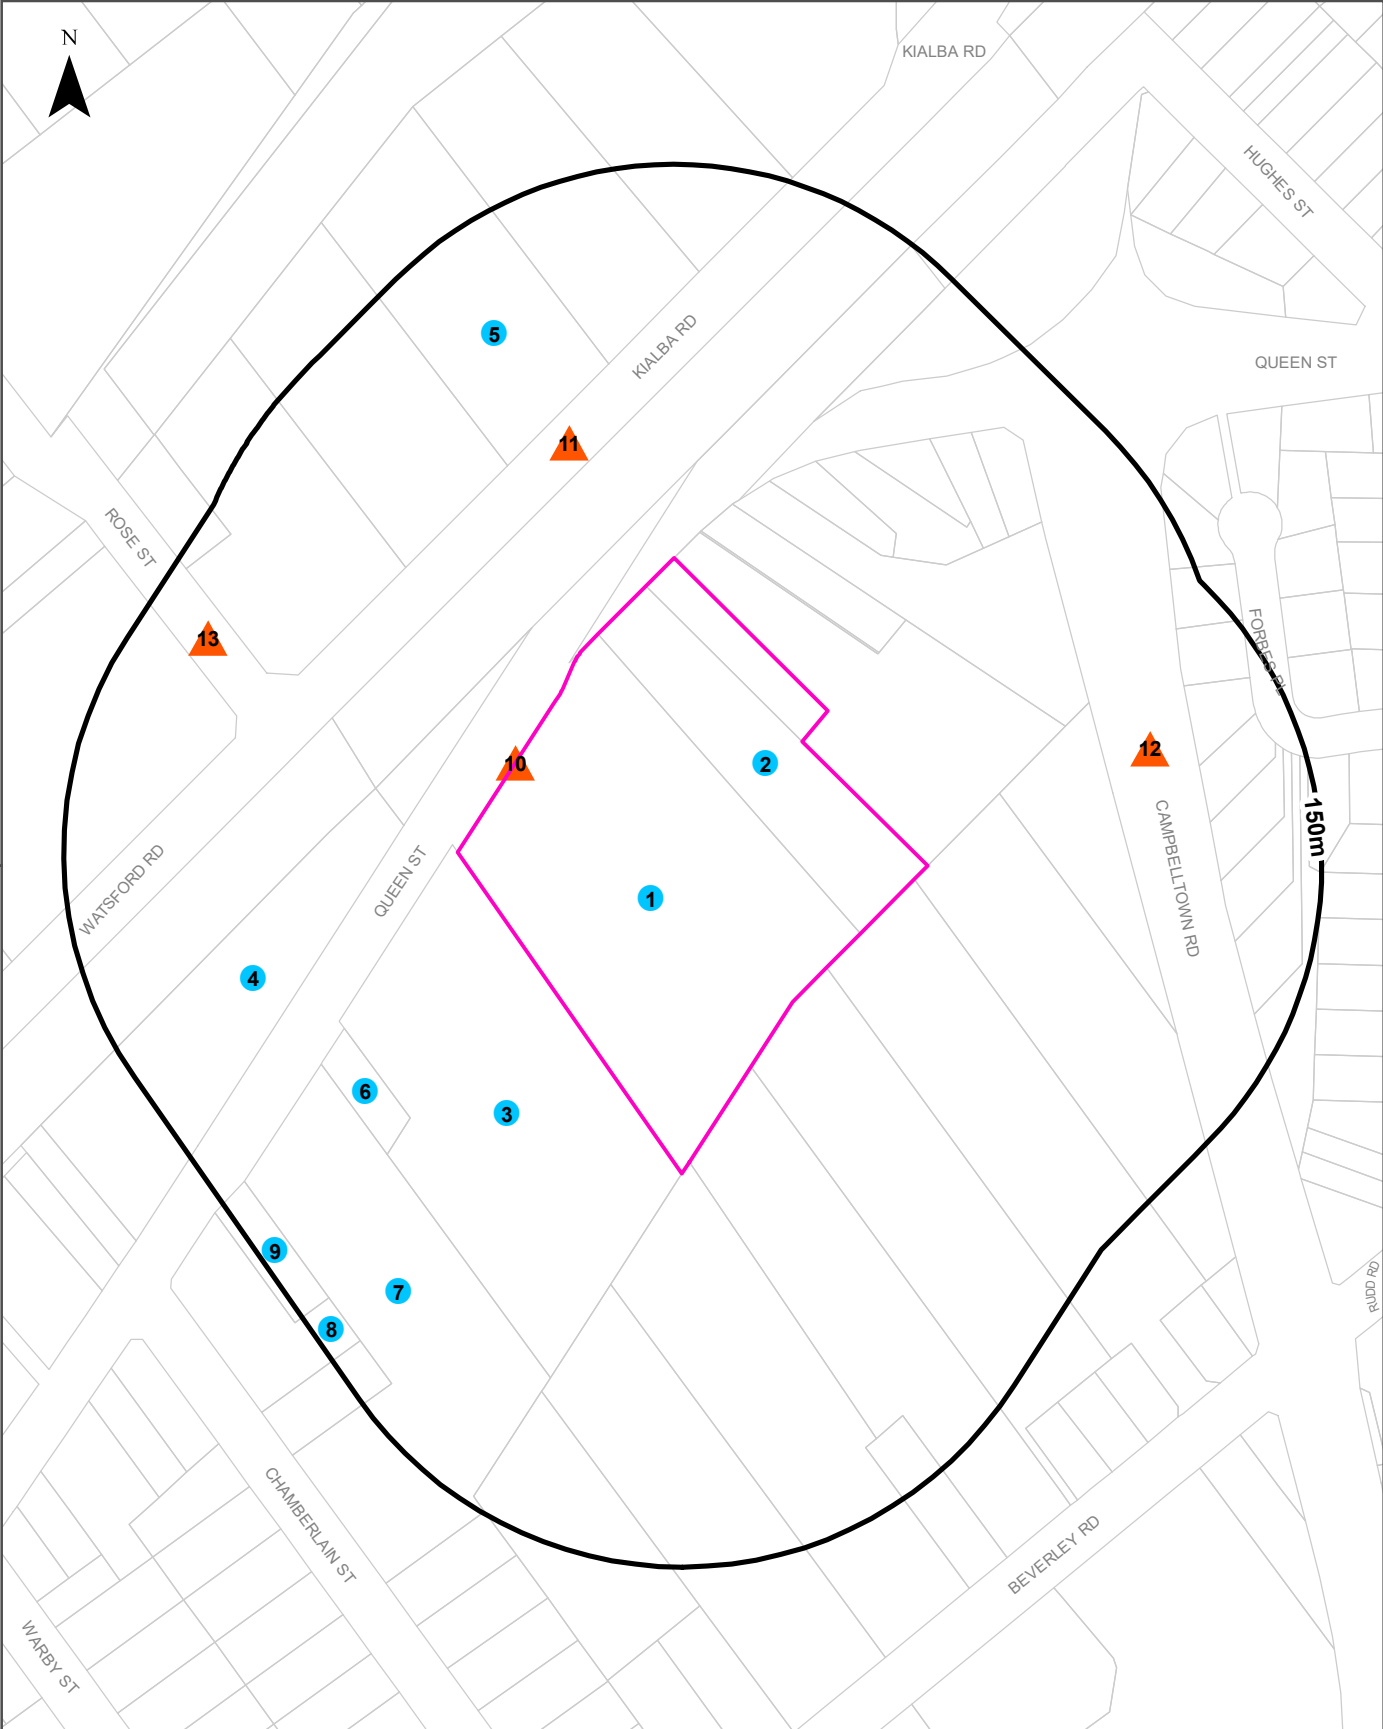 N
KIALBA RD
HUGHES ST
5
KIALBA RD
QUEEN ST
11
ROSE ST
13
FORBES PL
10
2
12
150m
CAMPBELLTOWN RD
WATSFORD RD
QUEEN ST
1
4
6
3
9
7
8
RUDD RD
CHAMBERLAIN ST
BEVERLEY RD
WARBY ST